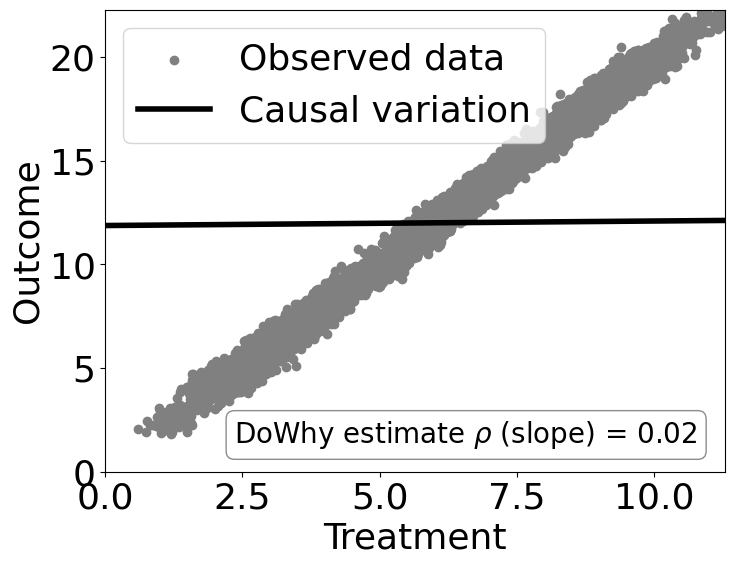 Observed data
Causal variation
20
15
10
5
0
Outcome
DoWhy estimate ρ (slope) = 0.02
0.0 2.5 5.0 7.5 10.0
Treatment